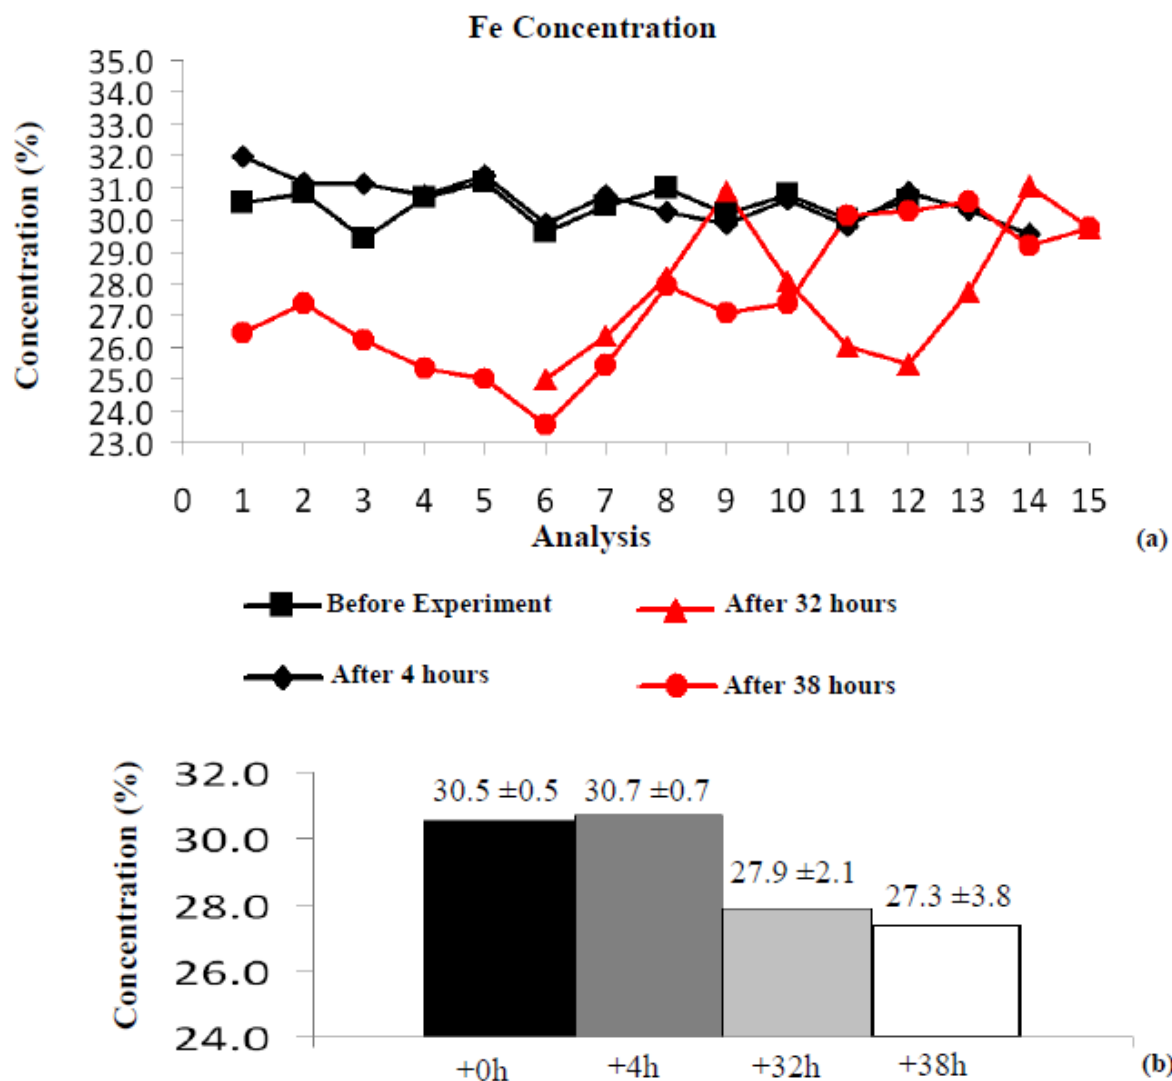 Fe Concentration
Concentration (%)
35.0
34.0
33.0
32.0
31.0
30.0
29.0
28.0
27.0
26.0
25.0
24.0
23.0
0 1 2 3 4 5 6 7 8 9 10 11 12 13 14 15
Analysis
(a)
Before Experiment
After 32 hours
After 4 hours
After 38 hours
Concentration (%)
32.0
30.0
28.0
26.0
24.0
30.5 ±0.5
30.7 ±0.7
27.9 ±2.1
27.3 ±3.8
+0h +4h +32h +38h
(b)